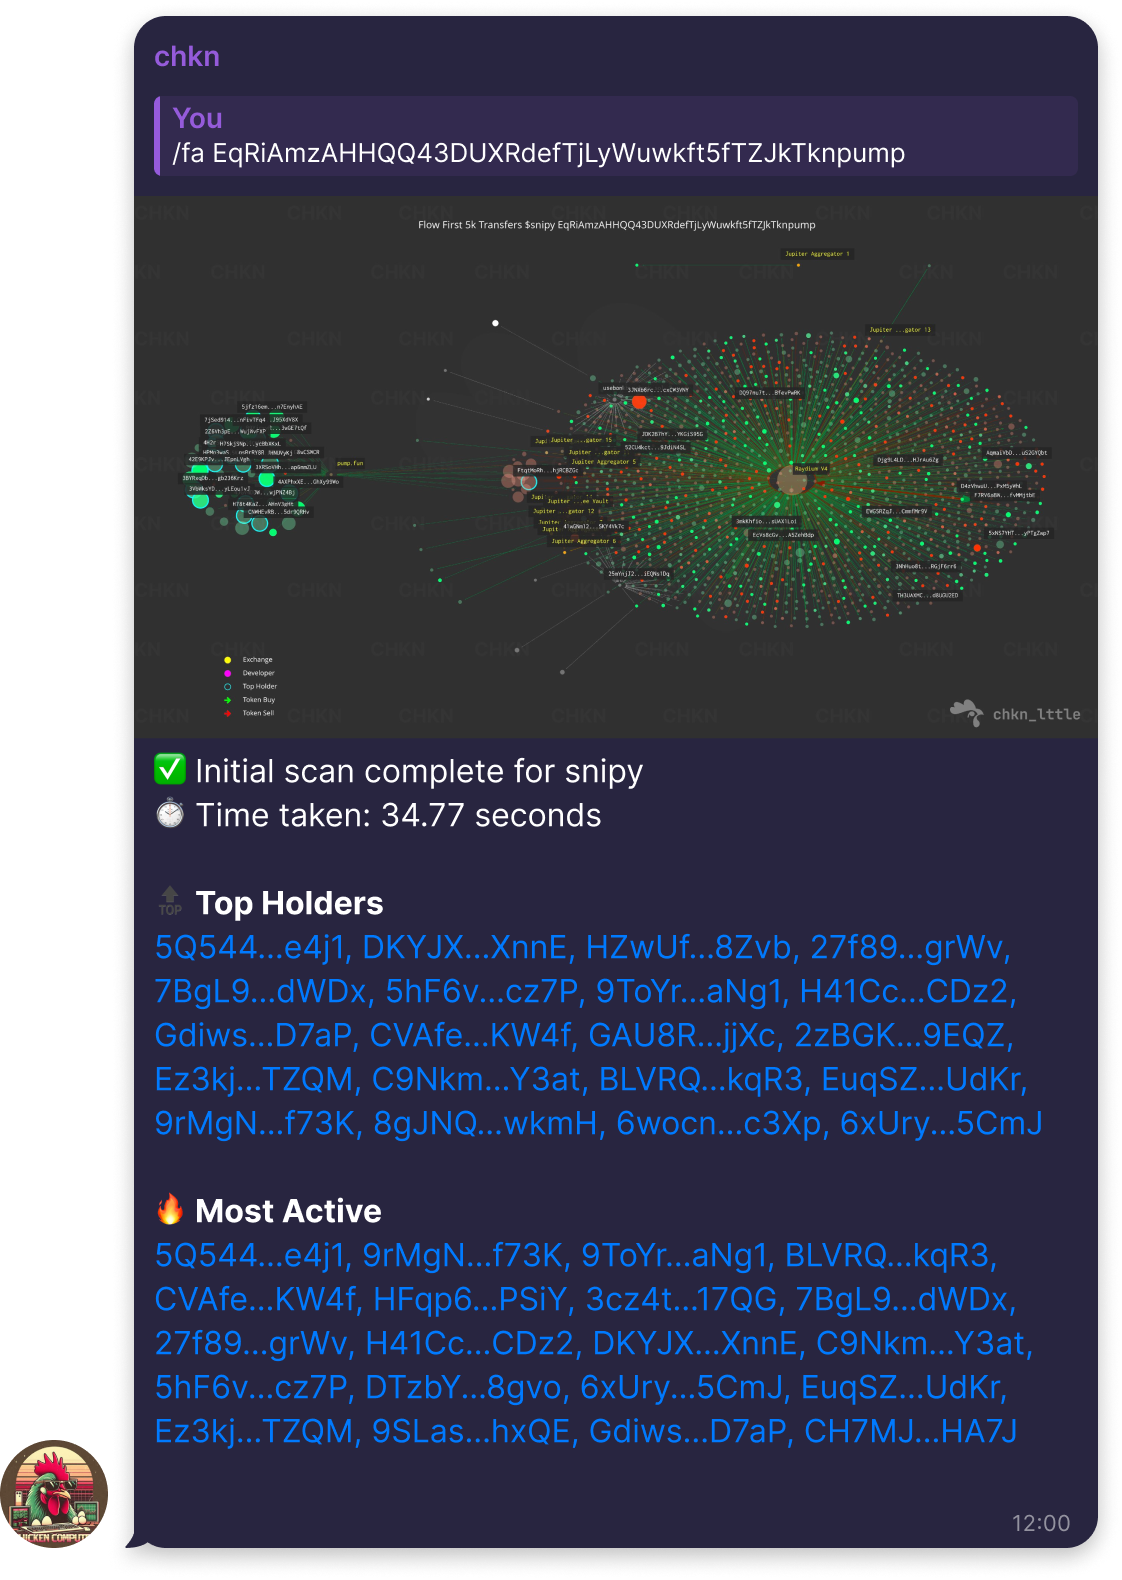 chkn
You
/fa EqRiAmzAHHQQ43DUXRdefTjLyWuwkft5fTZJkTknpump
Flow First 5k Transfers $snipy EqRiAmzAHHQQ43DUXRdefTjLyWuwkft5fTZJkTknpump
Jupiter Aggregator 1
Jupiter ...gator 13
Jupiter ...gator 15
Jupiter ...gator
Jupiter Aggregator 5
Raydium V4
pump.fun
Jupiter ...ee Vault
...gator 12
Jupiter Aggregator 6
Exchange
Developer
Top Holder
Token Buy
Token Sell
chkn_lttle
✅ Initial scan complete for snipy
⏱ Time taken: 34.77 seconds
🔝 Top Holders
5Q544...e4j1, DKYJX...XnnE, HZwUf...8Zvb, 27f89...grWv,
7BgL9...dWDx, 5hF6v...cz7P, 9ToYr...aNg1, H41Cc...CDz2,
Gdiws...D7aP, CVAfe...KW4f, GAU8R...jjXc, 2zBGK...9EQZ,
Ez3kj...TZQM, C9Nkm...Y3at, BLVRQ...kqR3, EuqSZ...UdKr,
9rMgN...f73K, 8gJNQ...wkmH, 6wocn...c3Xp, 6xUry...5CmJ
🔥 Most Active
5Q544...e4j1, 9rMgN...f73K, 9ToYr...aNg1, BLVRQ...kqR3,
CVAfe...KW4f, HFqp6...PSiY, 3cz4t...17QG, 7BgL9...dWDx,
27f89...grWv, H41Cc...CDz2, DKYJX...XnnE, C9Nkm...Y3at,
5hF6v...cz7P, DTzbY...8gvo, 6xUry...5CmJ, EuqSZ...UdKr,
Ez3kj...TZQM, 9SLas...hxQE, Gdiws...D7aP, CH7MJ...HA7J
12:00